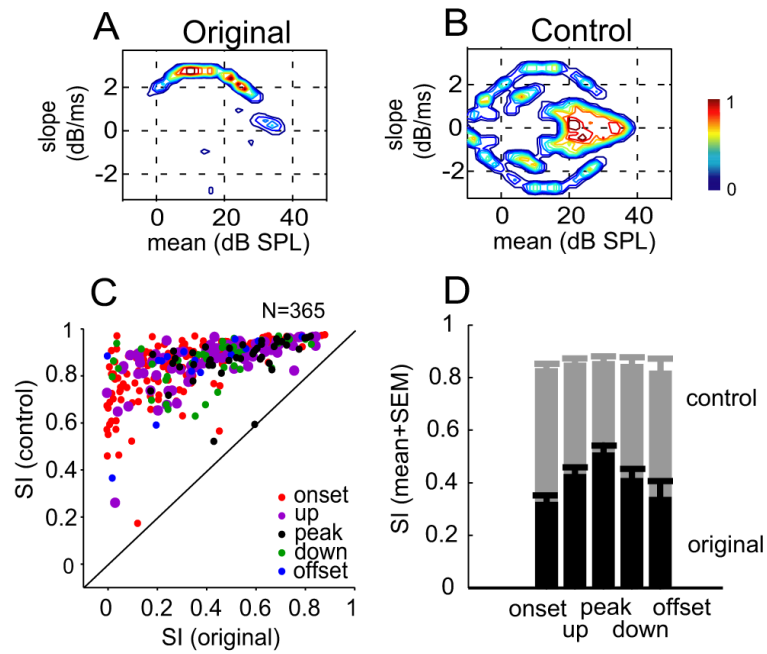 A
Original
slope
(dB/ms)
2
0
-2
0
20
40
mean (dB SPL)
B
Control
slope
(dB/ms)
2
0
-2
0
20
40
mean (dB SPL)
1
0
C
N=365
SI (control)
1
0.8
0.6
0.4
0.2
0
onset
up
peak
down
offset
0
0.2
0.4
0.6
0.8
1
SI (original)
D
SI (mean+SEM)
1
0.8
0.6
0.4
0.2
0
control
original
onset
up
peak
down
offset